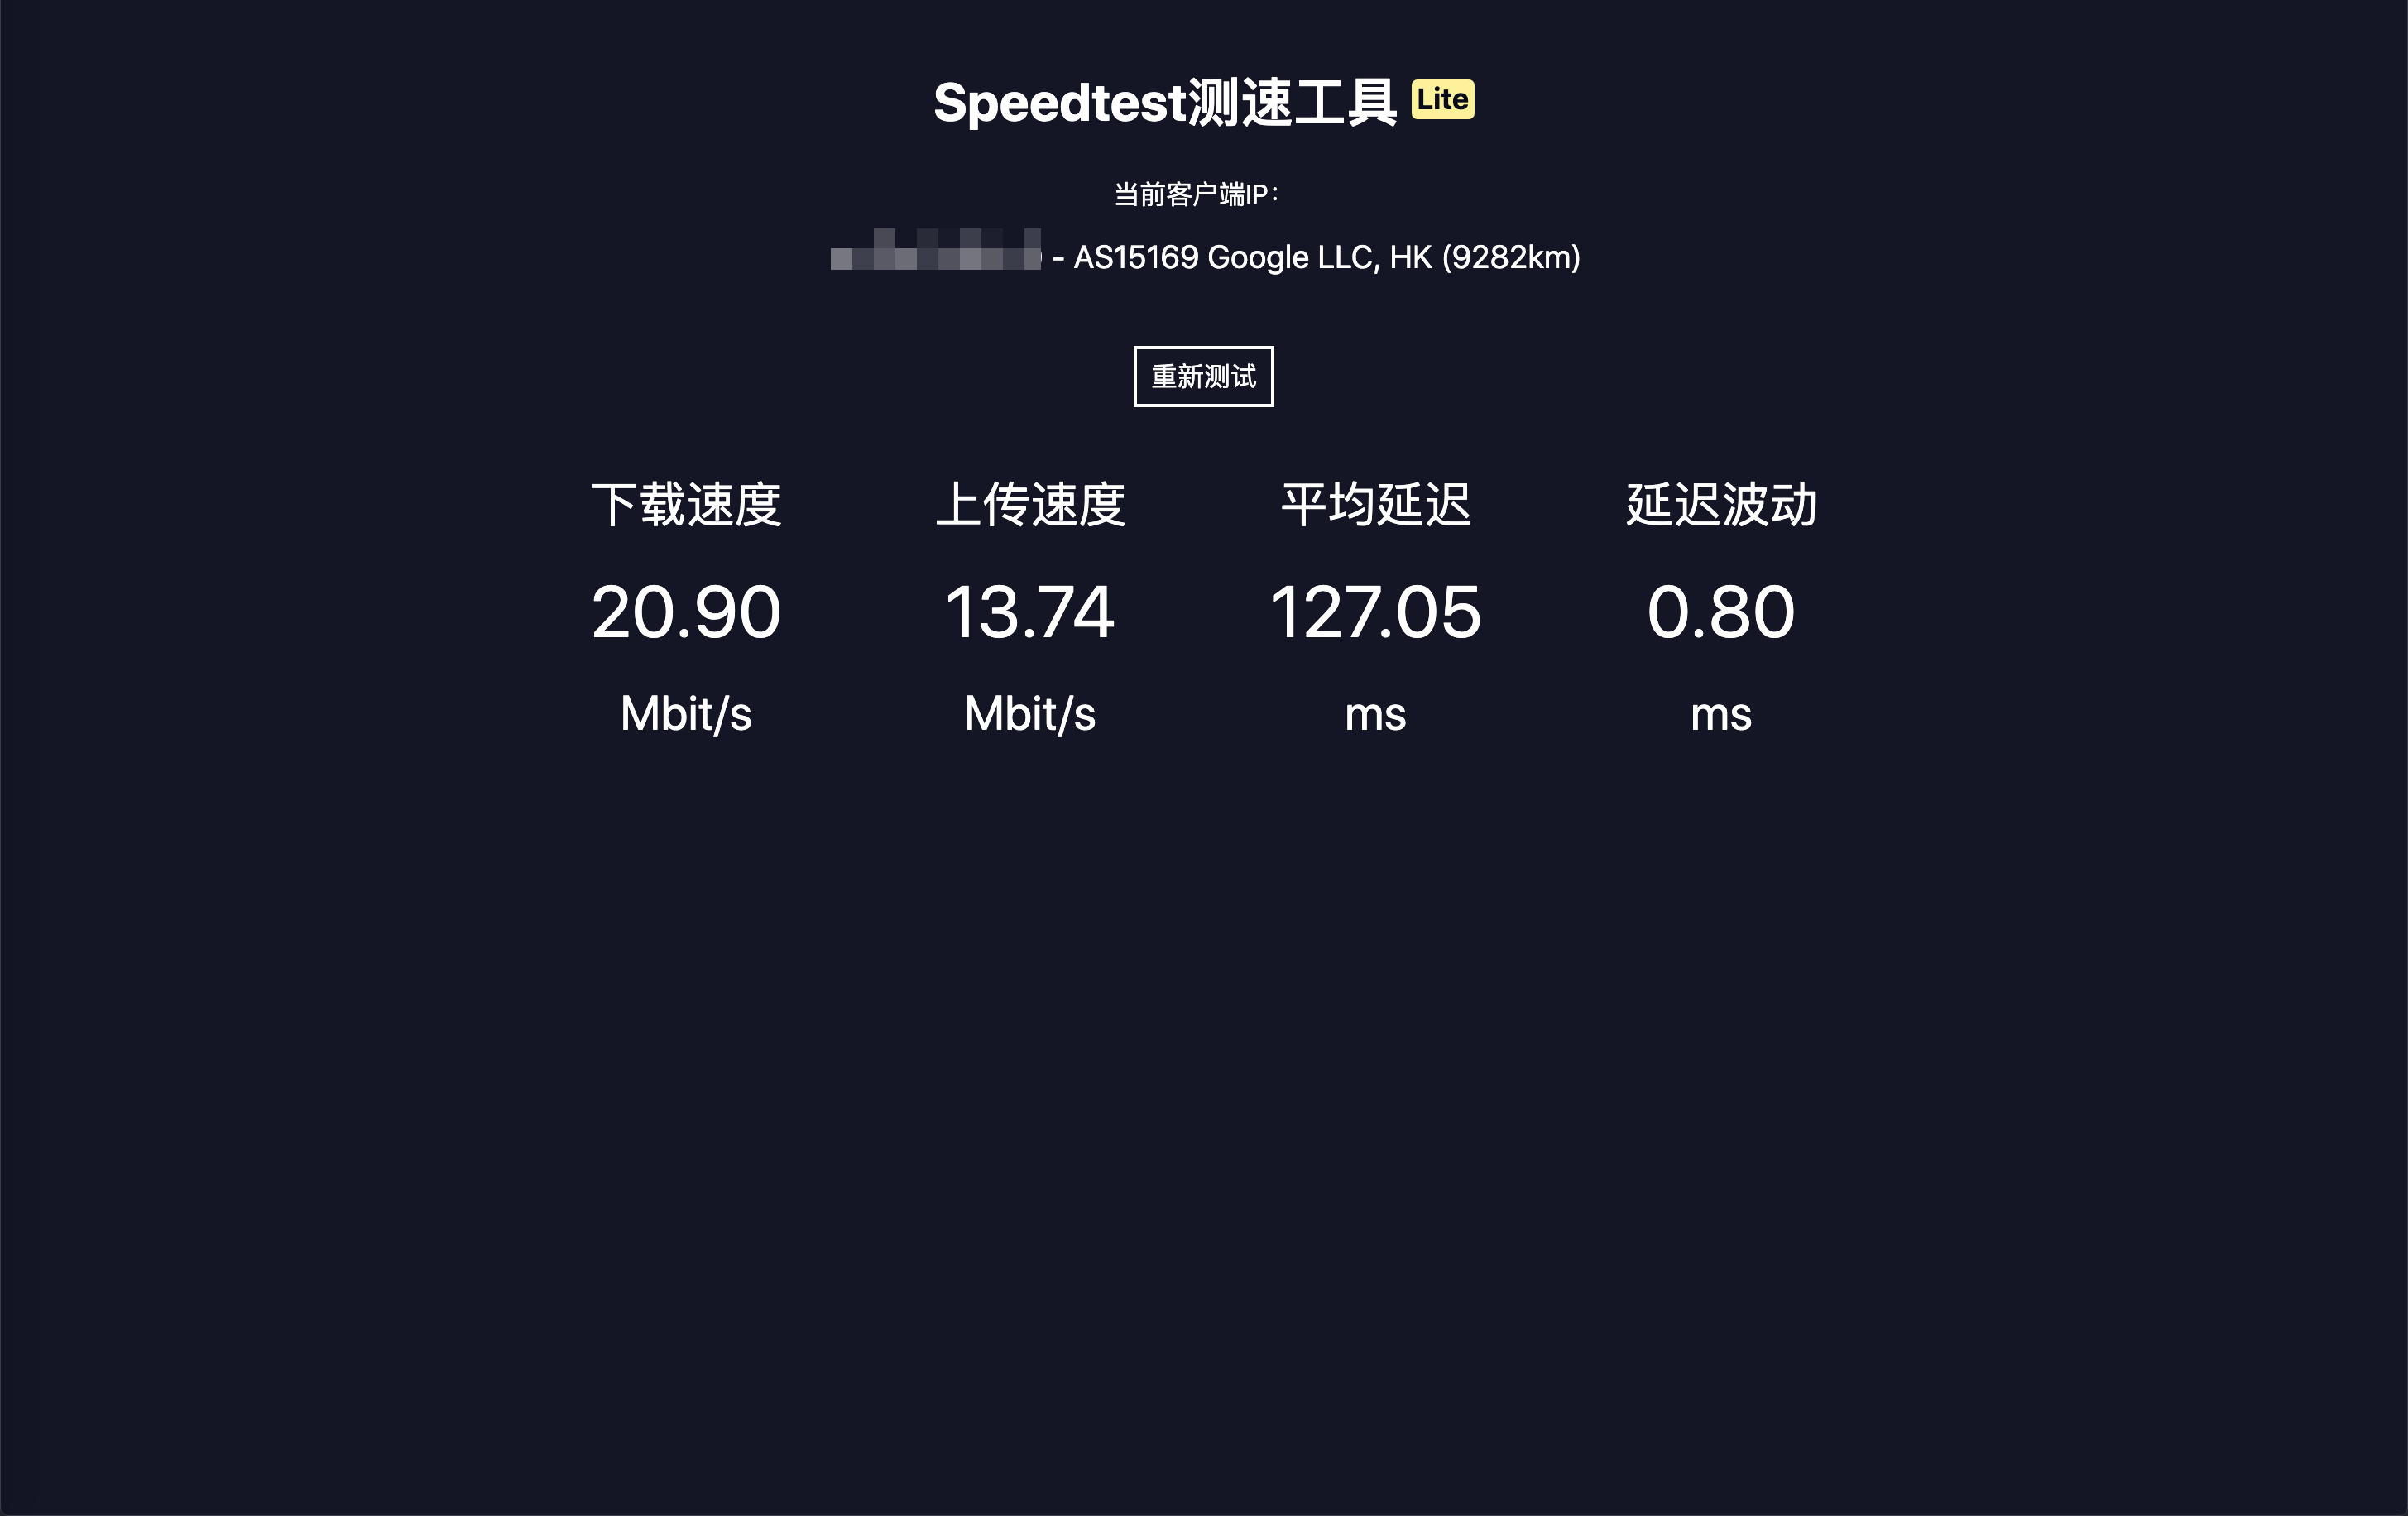 Speedtest测速工具 Lite
当前客户端IP：
- AS15169 Google LLC, HK (9282km)
重新测试
下载速度 上传速度 平均延迟 延迟波动
20.90 13.74 127.05 0.80
Mbit/s Mbit/s ms ms